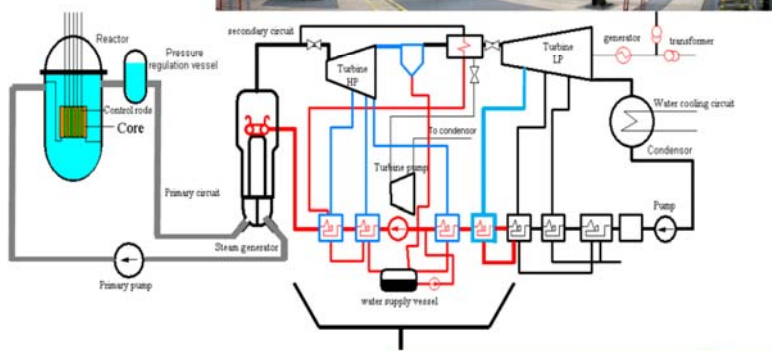 Reactor
Pressure
regulation vessel
Control rods
Core
Primary circuit
Steam generator
Primary pump
secondary circuit
Turbine
HP
Turbine
LP
generator
transformer
Water cooling circuit
Condensor
To condensor
Turbine pump
Pump
water supply vessel